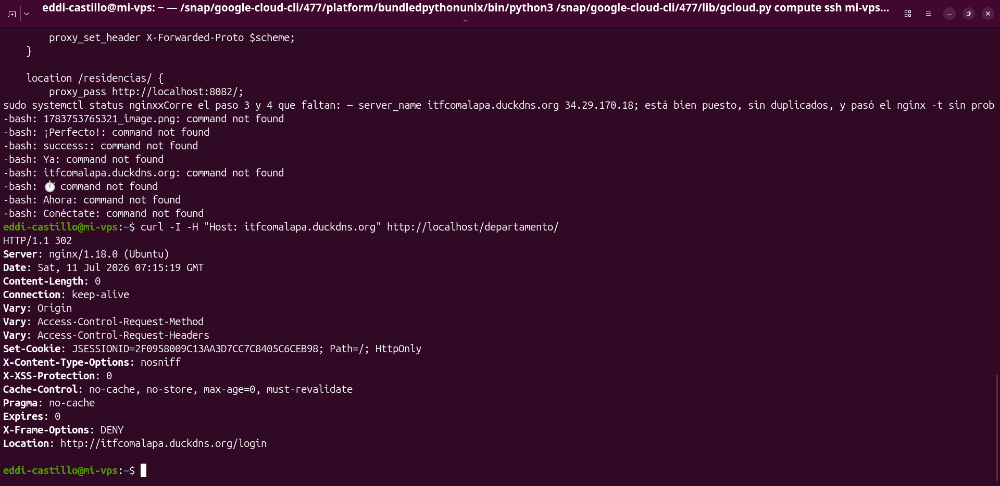 eddi-castillo@mi-vps: ~ — /snap/google-cloud-cli/477/platform/bundledpythonunix/bin/python3 /snap/google-cloud-cli/477/lib/gcloud.py compute ssh mi-vps...
~
        proxy_set_header X-Forwarded-Proto $scheme;
    }

    location /residencias/ {
        proxy_pass http://localhost:8082/;
sudo systemctl status nginxxCorre el paso 3 y 4 que faltan: — server_name itfcomalapa.duckdns.org 34.29.170.18; está bien puesto, sin duplicados, y pasó el nginx -t sin prob
-bash: 1783753765321_image.png: command not found
-bash: ¡Perfecto!: command not found
-bash: success:: command not found
-bash: Ya: command not found
-bash: itfcomalapa.duckdns.org: command not found
-bash: ⏱️ command not found
-bash: Ahora: command not found
-bash: Conéctate: command not found
eddi-castillo@mi-vps:~$ curl -I -H "Host: itfcomalapa.duckdns.org" http://localhost/departamento/
HTTP/1.1 302
Server: nginx/1.18.0 (Ubuntu)
Date: Sat, 11 Jul 2026 07:15:19 GMT
Content-Length: 0
Connection: keep-alive
Vary: Origin
Vary: Access-Control-Request-Method
Vary: Access-Control-Request-Headers
Set-Cookie: JSESSIONID=2F0958009C13AA3D7CC7C8405C6CEB98; Path=/; HttpOnly
X-Content-Type-Options: nosniff
X-XSS-Protection: 0
Cache-Control: no-cache, no-store, max-age=0, must-revalidate
Pragma: no-cache
Expires: 0
X-Frame-Options: DENY
Location: http://itfcomalapa.duckdns.org/login

eddi-castillo@mi-vps:~$